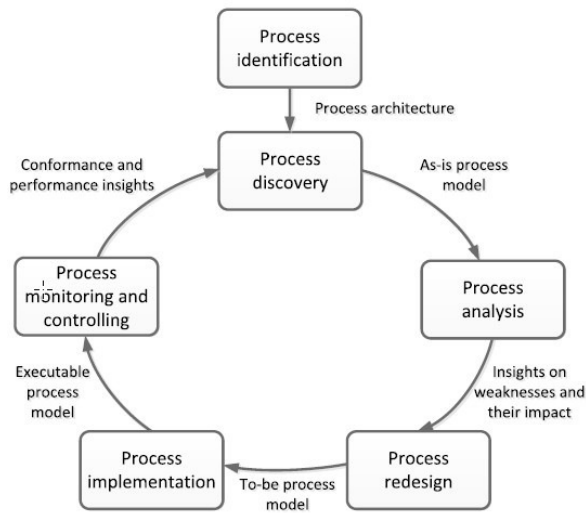 Process
identification
Process architecture
Process
discovery
Conformance and
performance insights
As-is process
model
Process
monitoring and
controlling
Process
analysis
Executable
process
model
Insights on
weaknesses and
their impact
Process
implementation
To-be process
model
Process
redesign